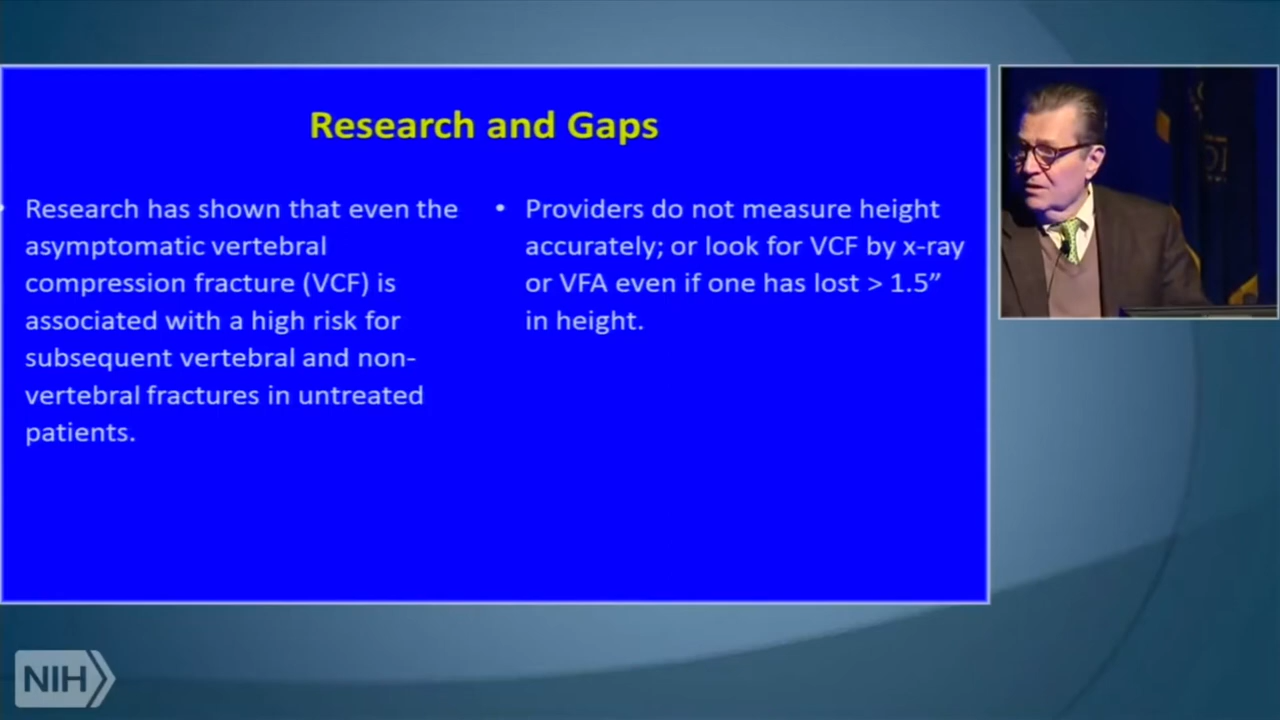 Research and Gaps
• Research has shown that even the
asymptomatic vertebral
compression fracture (VCF) is
associated with a high risk for
subsequent vertebral and non-
vertebral fractures in untreated
patients.
• Providers do not measure height
accurately; or look for VCF by x-ray
or VFA even if one has lost > 1.5”
in height.
NIH